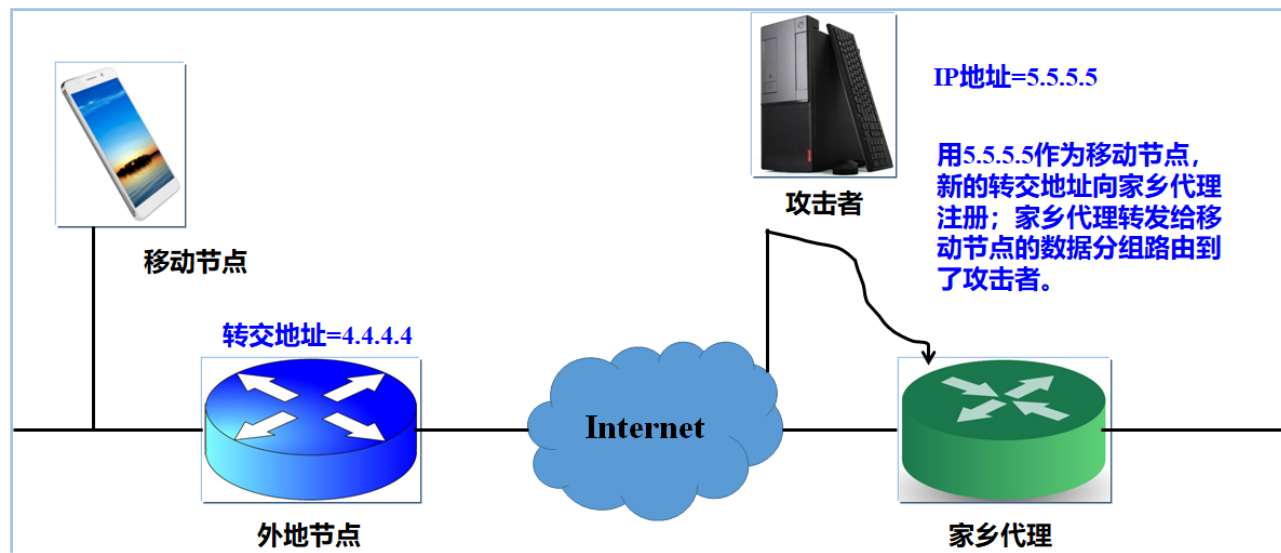 IP地址=5.5.5.5
用5.5.5.5作为移动节点，
新的转交地址向家乡代理
注册；家乡代理转发给移
动节点的数据分组路由到
了攻击者。
攻击者
移动节点
转交地址=4.4.4.4
Internet
外地节点
家乡代理